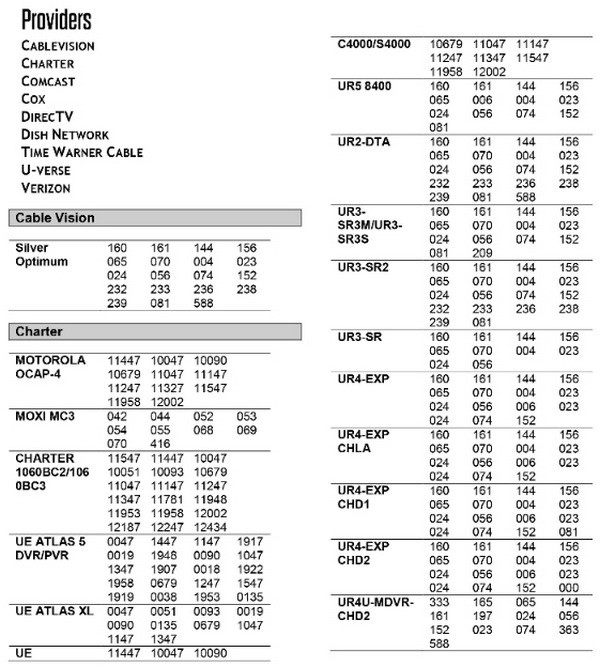 Providers
CABLEVISION
CHARTER
COMCAST
COX
DIRECTV
DISH NETWORK
TIME WARNER CABLE
U-VERSE
VERIZON
Cable Vision
Silver 160 161 144 156
Optimum 065 070 004 023
024 056 074 152
232 233 236 238
239 081 588
Charter
MOTOROLA 11447 10047 10090
OCAP-4 10679 11047 11147
11247 11327 11547
11958 12002
MOXI MC3 042 044 052 053
054 055 068 069
070 416
CHARTER 11547 11447 10047
1060BC2/106 10051 10093 10679
0BC3 11047 11147 11247
11347 11781 11948
11953 11958 12002
12187 12247 12434
UE ATLAS 5 0047 1447 1147 1917
DVR/PVR 0019 1946 0090 1047
1347 1907 0018 1922
1958 0679 1247 1547
1919 0038 1953 0135
UE ATLAS XL 0047 0051 0093 0019
0090 0135 0679 1047
1147 1347
UE 11447 10047 10090
C4000/S4000 10679 11047 11147
11247 11347 11547
11958 12002
UR5 8400 160 161 144 156
065 006 004 023
024 056 074 152
081
UR2-DTA 160 161 144 156
065 070 004 023
024 056 074 152
232 233 236 238
239 081 588
UR3- 160 161 144 156
SR3M/UR3- 065 070 004 023
SR3S 024 056 074 152
081 209
UR3-SR2 160 161 144 156
065 070 004 023
024 056 074 152
232 233 236 238
239 081
UR3-SR 160 161 144 156
065 070 004 023
024 056
UR4-EXP 160 161 144 156
065 070 004 023
024 056 006 023
024 074 152
UR4-EXP 160 161 144 156
CHLA 065 070 004 023
024 056 006 023
024 074 152
UR4-EXP 160 161 144 156
CHD1 065 070 004 023
024 056 006 023
024 074 152 081
UR4-EXP 160 161 144 156
CHD2 065 070 004 023
024 056 006 023
024 074 152 000
UR4U-MDVR- 333 165 065 144
CHD2 161 197 024 056
152 023 074 363
588